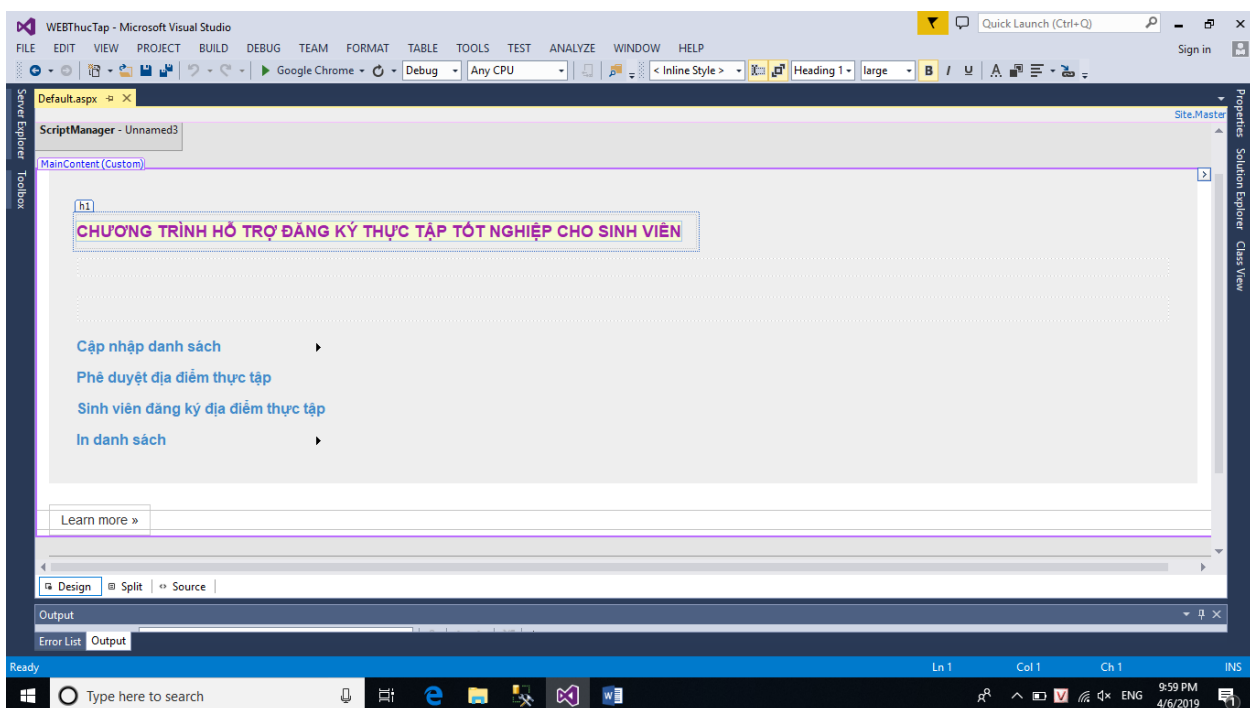 WEBThucTap - Microsoft Visual Studio
Quick Launch (Ctrl+Q)
FILE EDIT VIEW PROJECT BUILD DEBUG TEAM FORMAT TABLE TOOLS TEST ANALYZE WINDOW HELP
Sign in
Google Chrome Debug Any CPU < Inline Style > Heading 1 large B I U A
Server Explorer
Toolbox
Default.aspx
Site.Master
ScriptManager - Unnamed3
MainContent (Custom)
h1
CHƯƠNG TRÌNH HỖ TRỢ ĐĂNG KÝ THỰC TẬP TỐT NGHIỆP CHO SINH VIÊN
Cập nhập danh sách
Phê duyệt địa điểm thực tập
Sinh viên đăng ký địa điểm thực tập
In danh sách
Learn more »
Properties
Solution Explorer
Class View
Design Split Source
Output
Error List Output
Ready Ln 1 Col 1 Ch 1 INS
Type here to search
V
ENG
9:59 PM
4/6/2019